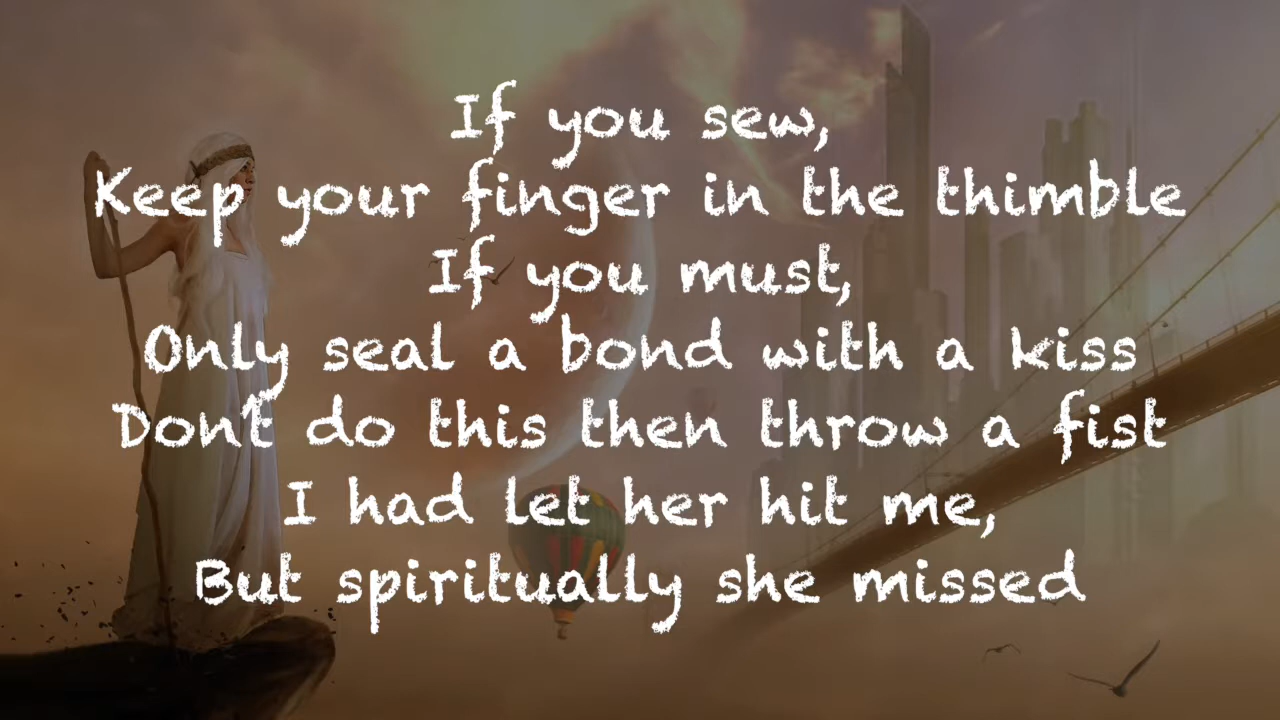 If you sew,
Keep your finger in the thimble
If you must,
Only seal a bond with a kiss
Don't do this then throw a fist
I had let her hit me,
But spiritually she missed